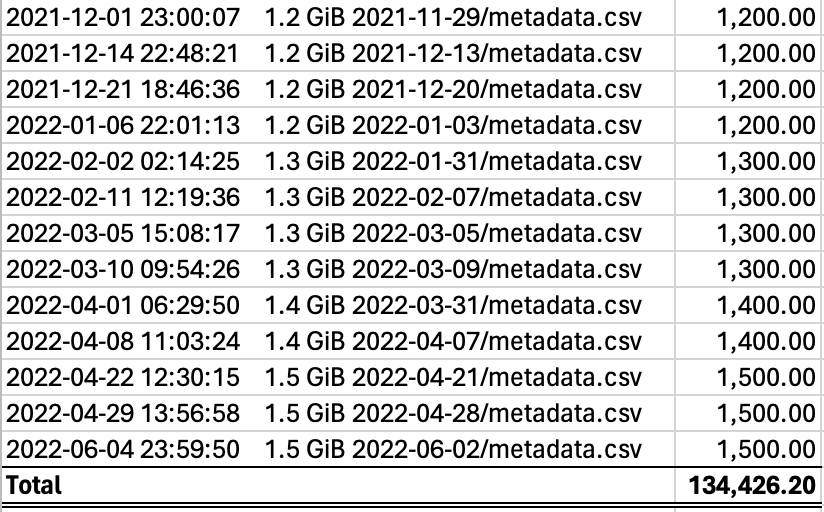 2021-12-01 23:00:07    1.2 GiB 2021-11-29/metadata.csv 1,200.00
2021-12-14 22:48:21    1.2 GiB 2021-12-13/metadata.csv 1,200.00
2021-12-21 18:46:36    1.2 GiB 2021-12-20/metadata.csv 1,200.00
2022-01-06 22:01:13    1.2 GiB 2022-01-03/metadata.csv 1,200.00
2022-02-02 02:14:25    1.3 GiB 2022-01-31/metadata.csv 1,300.00
2022-02-11 12:19:36    1.3 GiB 2022-02-07/metadata.csv 1,300.00
2022-03-05 15:08:17    1.3 GiB 2022-03-05/metadata.csv 1,300.00
2022-03-10 09:54:26    1.3 GiB 2022-03-09/metadata.csv 1,300.00
2022-04-01 06:29:50    1.4 GiB 2022-03-31/metadata.csv 1,400.00
2022-04-08 11:03:24    1.4 GiB 2022-04-07/metadata.csv 1,400.00
2022-04-22 12:30:15    1.5 GiB 2022-04-21/metadata.csv 1,500.00
2022-04-29 13:56:58    1.5 GiB 2022-04-28/metadata.csv 1,500.00
2022-06-04 23:59:50    1.5 GiB 2022-06-02/metadata.csv 1,500.00
Total 134,426.20